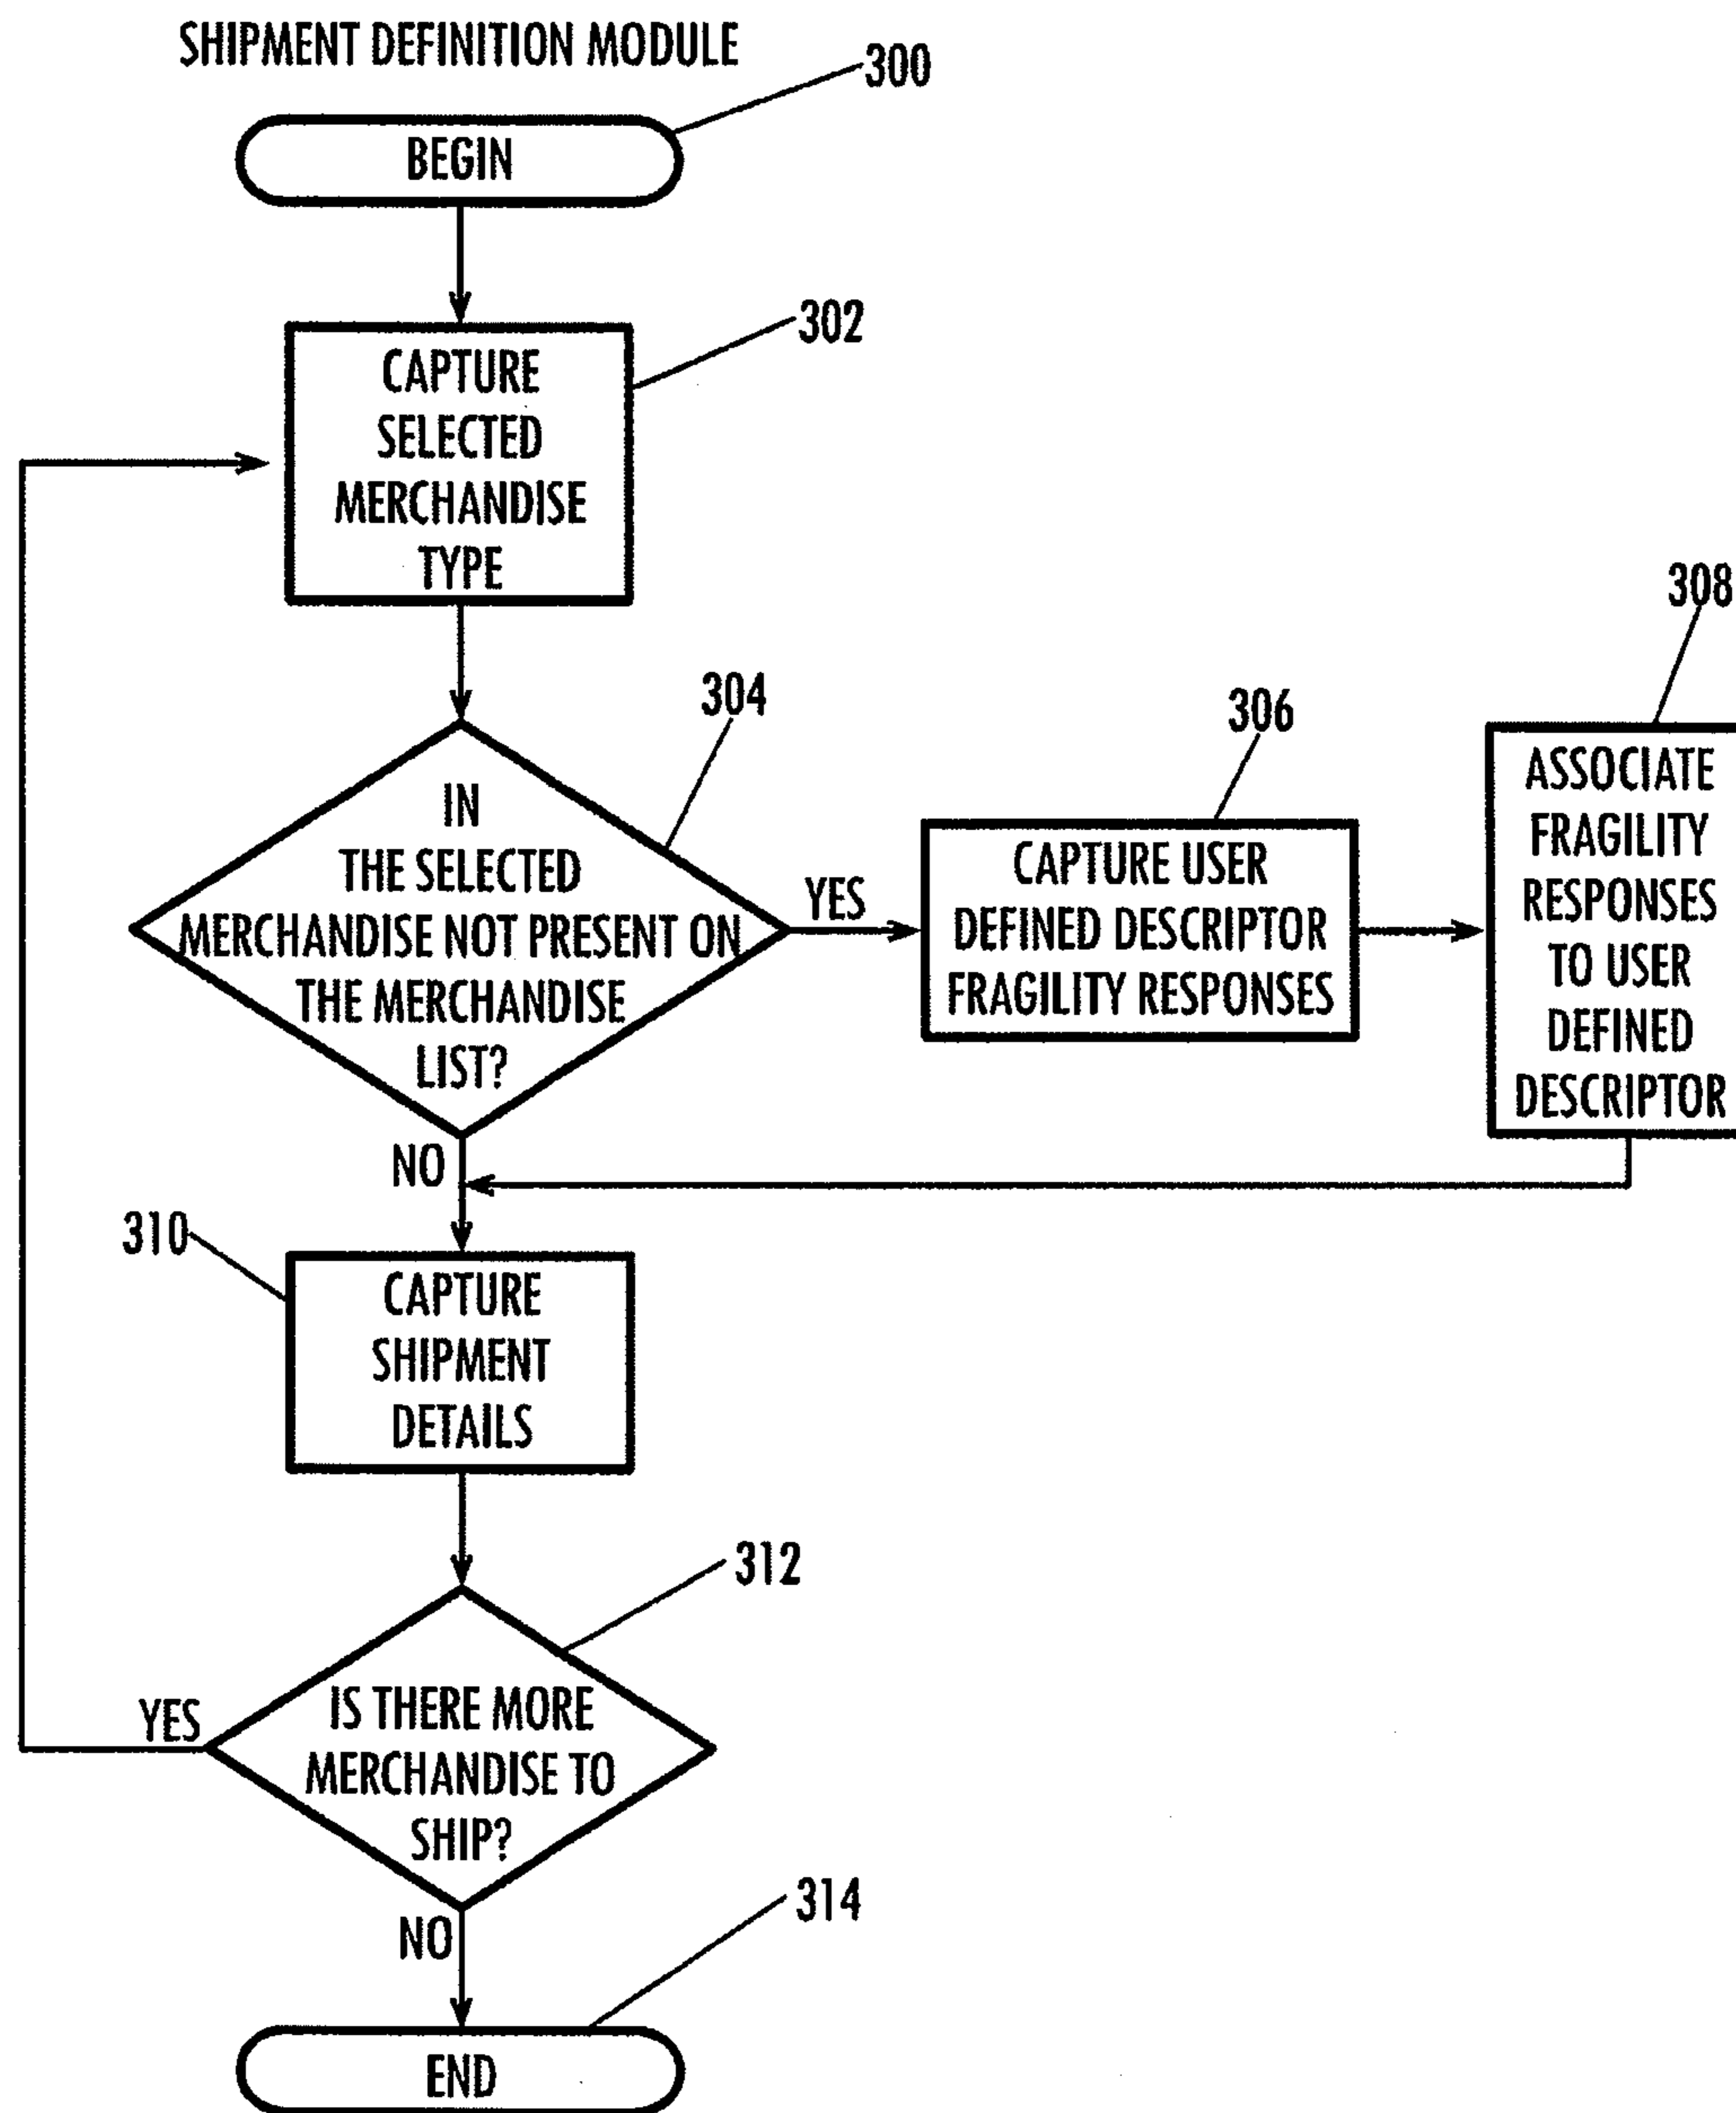 SHIPMENT DEFINITION MODULE
300
BEGIN
302
CAPTURE
SELECTED
MERCHANDISE
TYPE
304
IN
THE SELECTED
MERCHANDISE NOT PRESENT ON
THE MERCHANDISE
LIST?
YES
306
CAPTURE USER
DEFINED DESCRIPTOR
FRAGILITY RESPONSES
308
ASSOCIATE
FRAGILITY
RESPONSES
TO USER
DEFINED
DESCRIPTOR
NO
310
CAPTURE
SHIPMENT
DETAILS
312
IS THERE MORE
MERCHANDISE TO
SHIP?
YES
NO
314
END